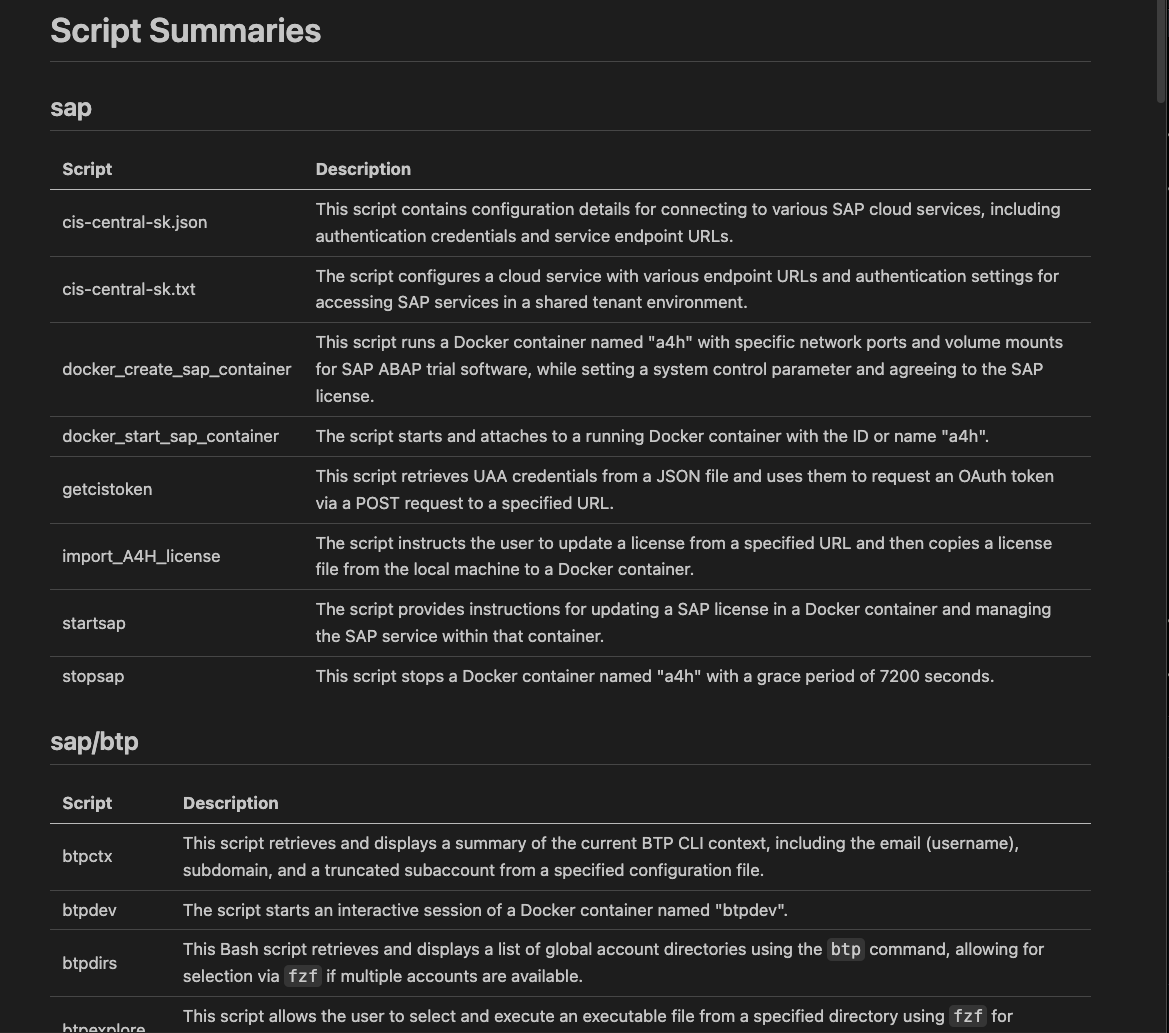 Script Summaries
sap
Script Description
cis-central-sk.json
This script contains configuration details for connecting to various SAP cloud services, including
authentication credentials and service endpoint URLs.
cis-central-sk.txt
The script configures a cloud service with various endpoint URLs and authentication settings for
accessing SAP services in a shared tenant environment.
docker_create_sap_container
This script runs a Docker container named "a4h" with specific network ports and volume mounts
for SAP ABAP trial software, while setting a system control parameter and agreeing to the SAP
license.
docker_start_sap_container The script starts and attaches to a running Docker container with the ID or name "a4h".
getcistoken
This script retrieves UAA credentials from a JSON file and uses them to request an OAuth token
via a POST request to a specified URL.
import_A4H_license
The script instructs the user to update a license from a specified URL and then copies a license
file from the local machine to a Docker container.
startsap
The script provides instructions for updating a SAP license in a Docker container and managing
the SAP service within that container.
stopsap This script stops a Docker container named "a4h" with a grace period of 7200 seconds.
sap/btp
Script Description
btpctx
This script retrieves and displays a summary of the current BTP CLI context, including the email (username),
subdomain, and a truncated subaccount from a specified configuration file.
btpdev The script starts an interactive session of a Docker container named "btpdev".
btpdirs
This Bash script retrieves and displays a list of global account directories using the btp command, allowing for
selection via fzf if multiple accounts are available.
btpexplore
This script allows the user to select and execute an executable file from a specified directory using fzf for